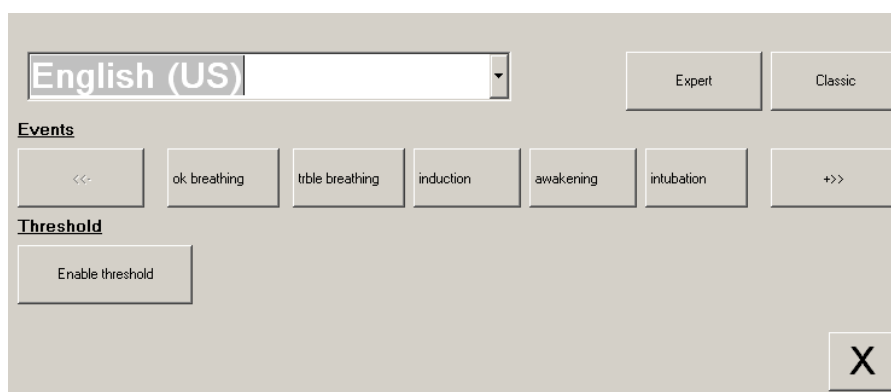 English (US)
Expert
Classic
Events
<<-
ok breathing
trble breathing
induction
awakening
intubation
+>>
Threshold
Enable threshold
X